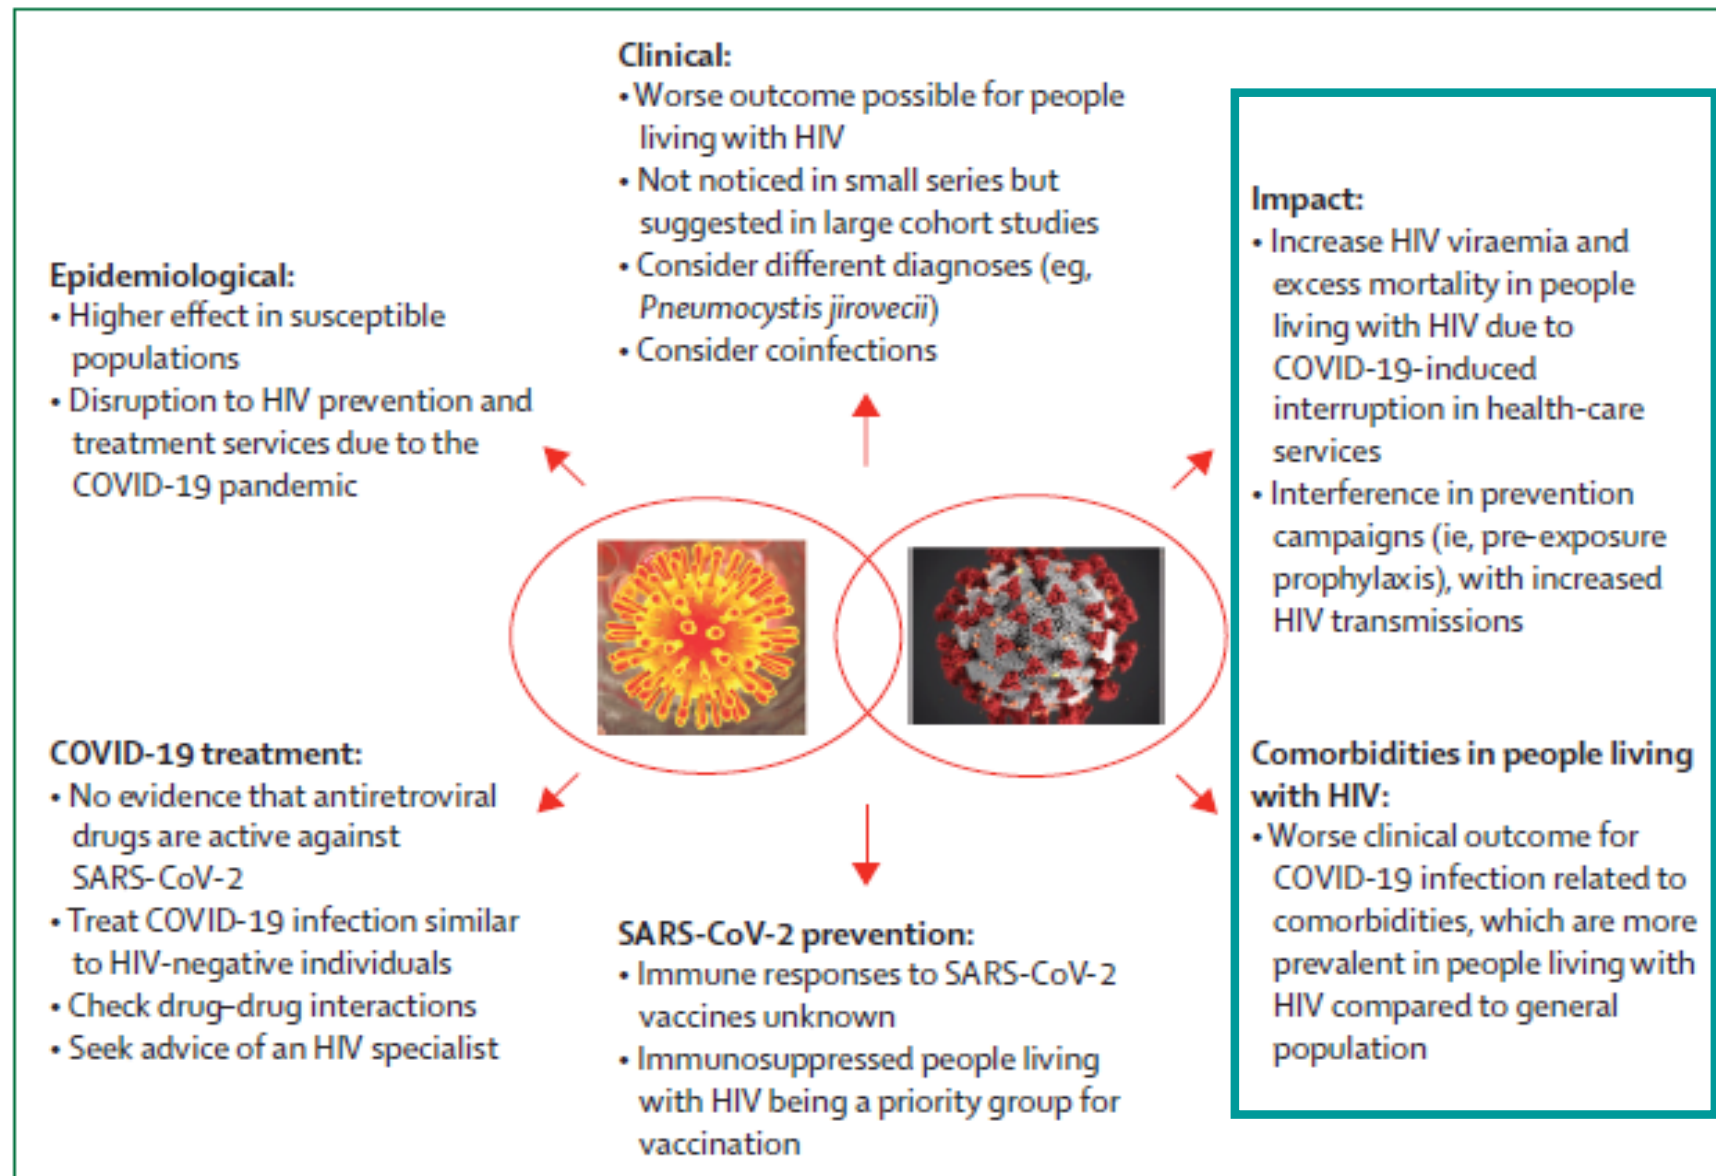 Clinical:
• Worse outcome possible for people
living with HIV
• Not noticed in small series but
suggested in large cohort studies
• Consider different diagnoses (eg,
Pneumocystis jirovecii)
• Consider coinfections
Epidemiological:
• Higher effect in susceptible
populations
• Disruption to HIV prevention and
treatment services due to the
COVID-19 pandemic
Impact:
• Increase HIV viraemia and
excess mortality in people
living with HIV due to
COVID-19-induced
interruption in health-care
services
• Interference in prevention
campaigns (ie, pre-exposure
prophylaxis), with increased
HIV transmissions
COVID-19 treatment:
• No evidence that antiretroviral
drugs are active against
SARS-CoV-2
• Treat COVID-19 infection similar
to HIV-negative individuals
• Check drug–drug interactions
• Seek advice of an HIV specialist
SARS-CoV-2 prevention:
• Immune responses to SARS-CoV-2
vaccines unknown
• Immunosuppressed people living
with HIV being a priority group for
vaccination
Comorbidities in people living
with HIV:
• Worse clinical outcome for
COVID-19 infection related to
comorbidities, which are more
prevalent in people living with
HIV compared to general
population